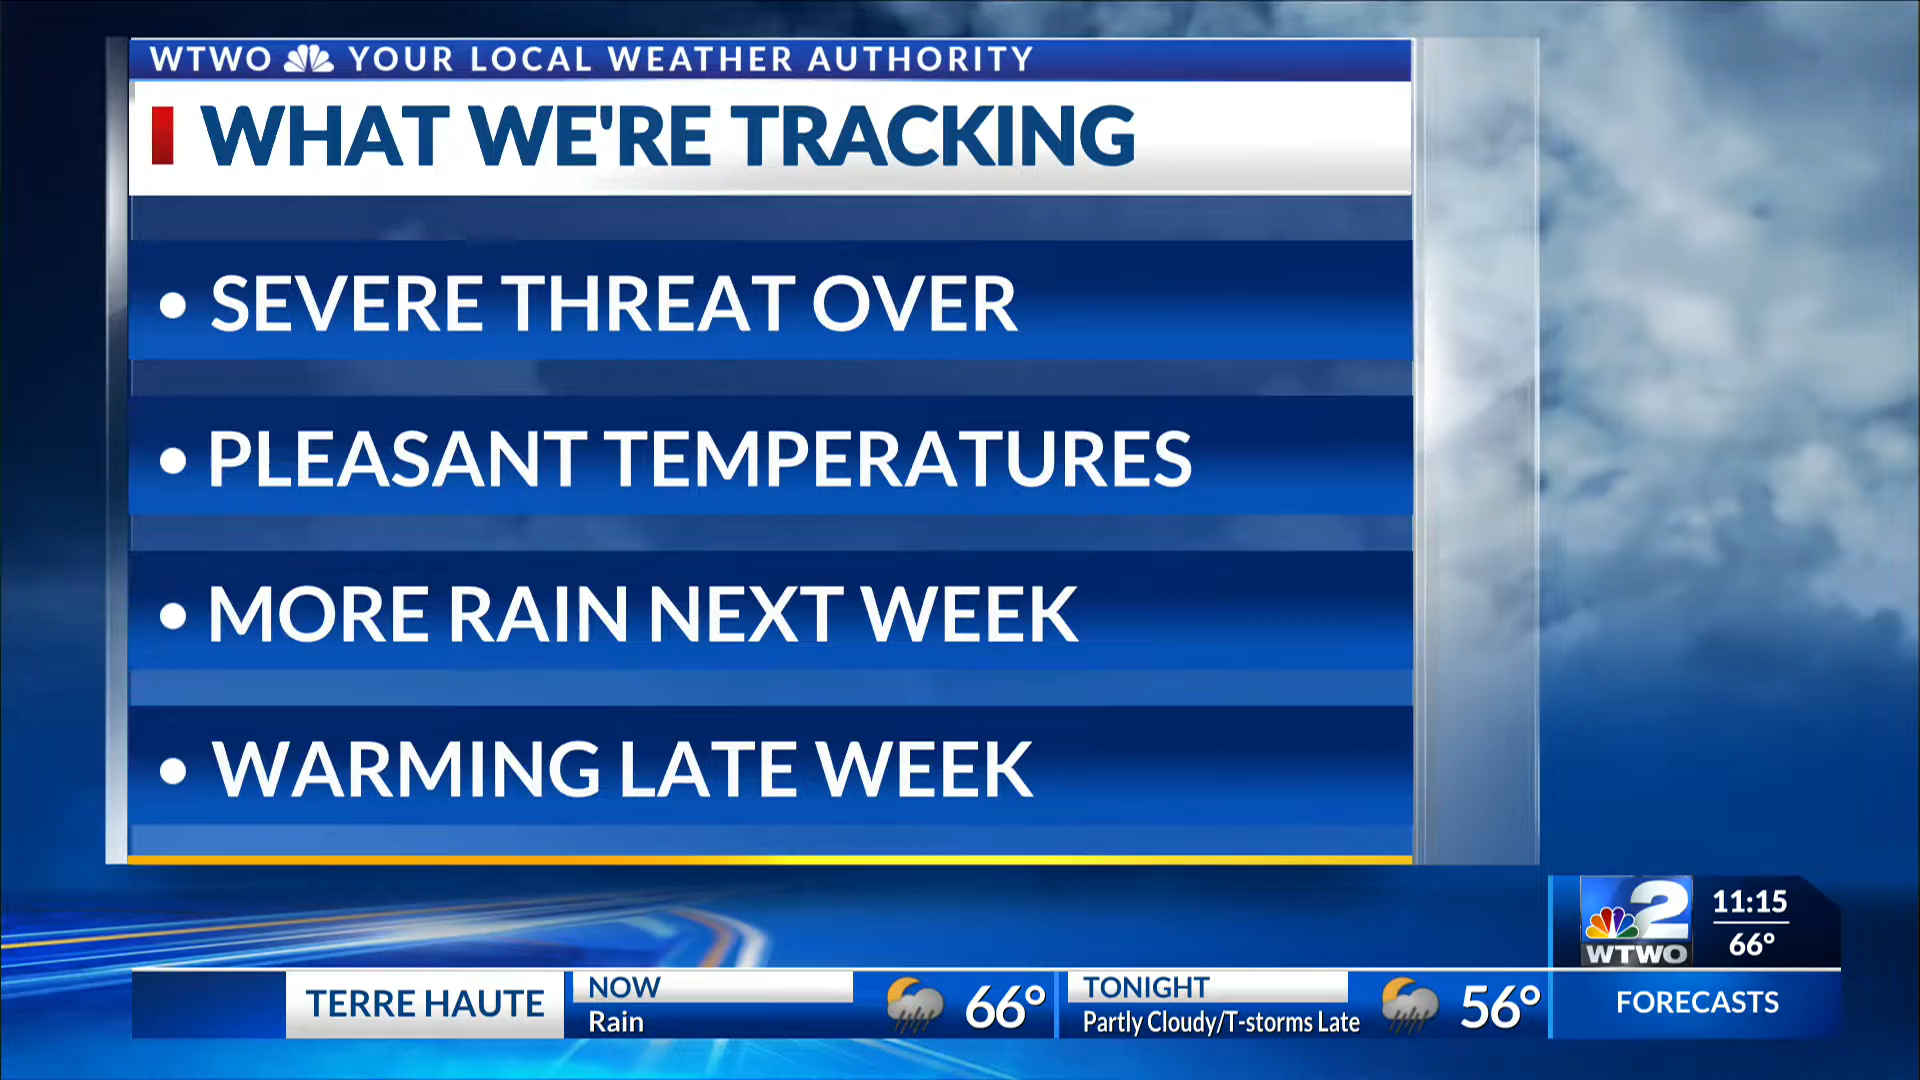 WTWO YOUR LOCAL WEATHER AUTHORITY
WHAT WE'RE TRACKING
• SEVERE THREAT OVER
• PLEASANT TEMPERATURES
• MORE RAIN NEXT WEEK
• WARMING LATE WEEK
2
WTWO
11:15
66°
TERRE HAUTE
NOW
Rain
66°
TONIGHT
Partly Cloudy/T-storms Late
56°
FORECASTS